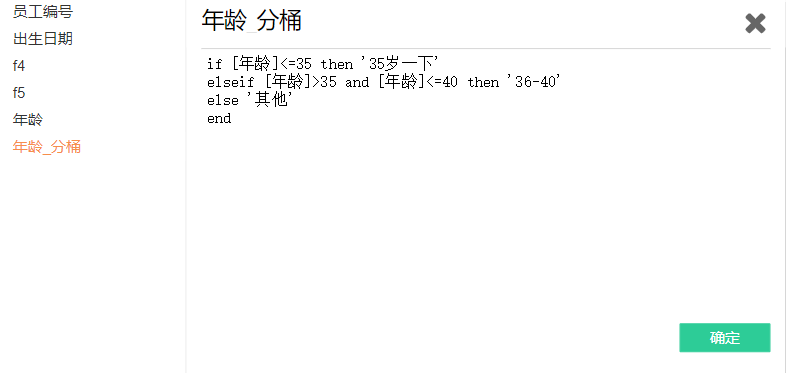 员工编号
出生日期
f4
f5
年龄
年龄_分桶
年龄_分桶
if [年龄]<=35 then '35岁一下'
elseif [年龄]>35 and [年龄]<=40 then '36-40'
else '其他'
end
确定